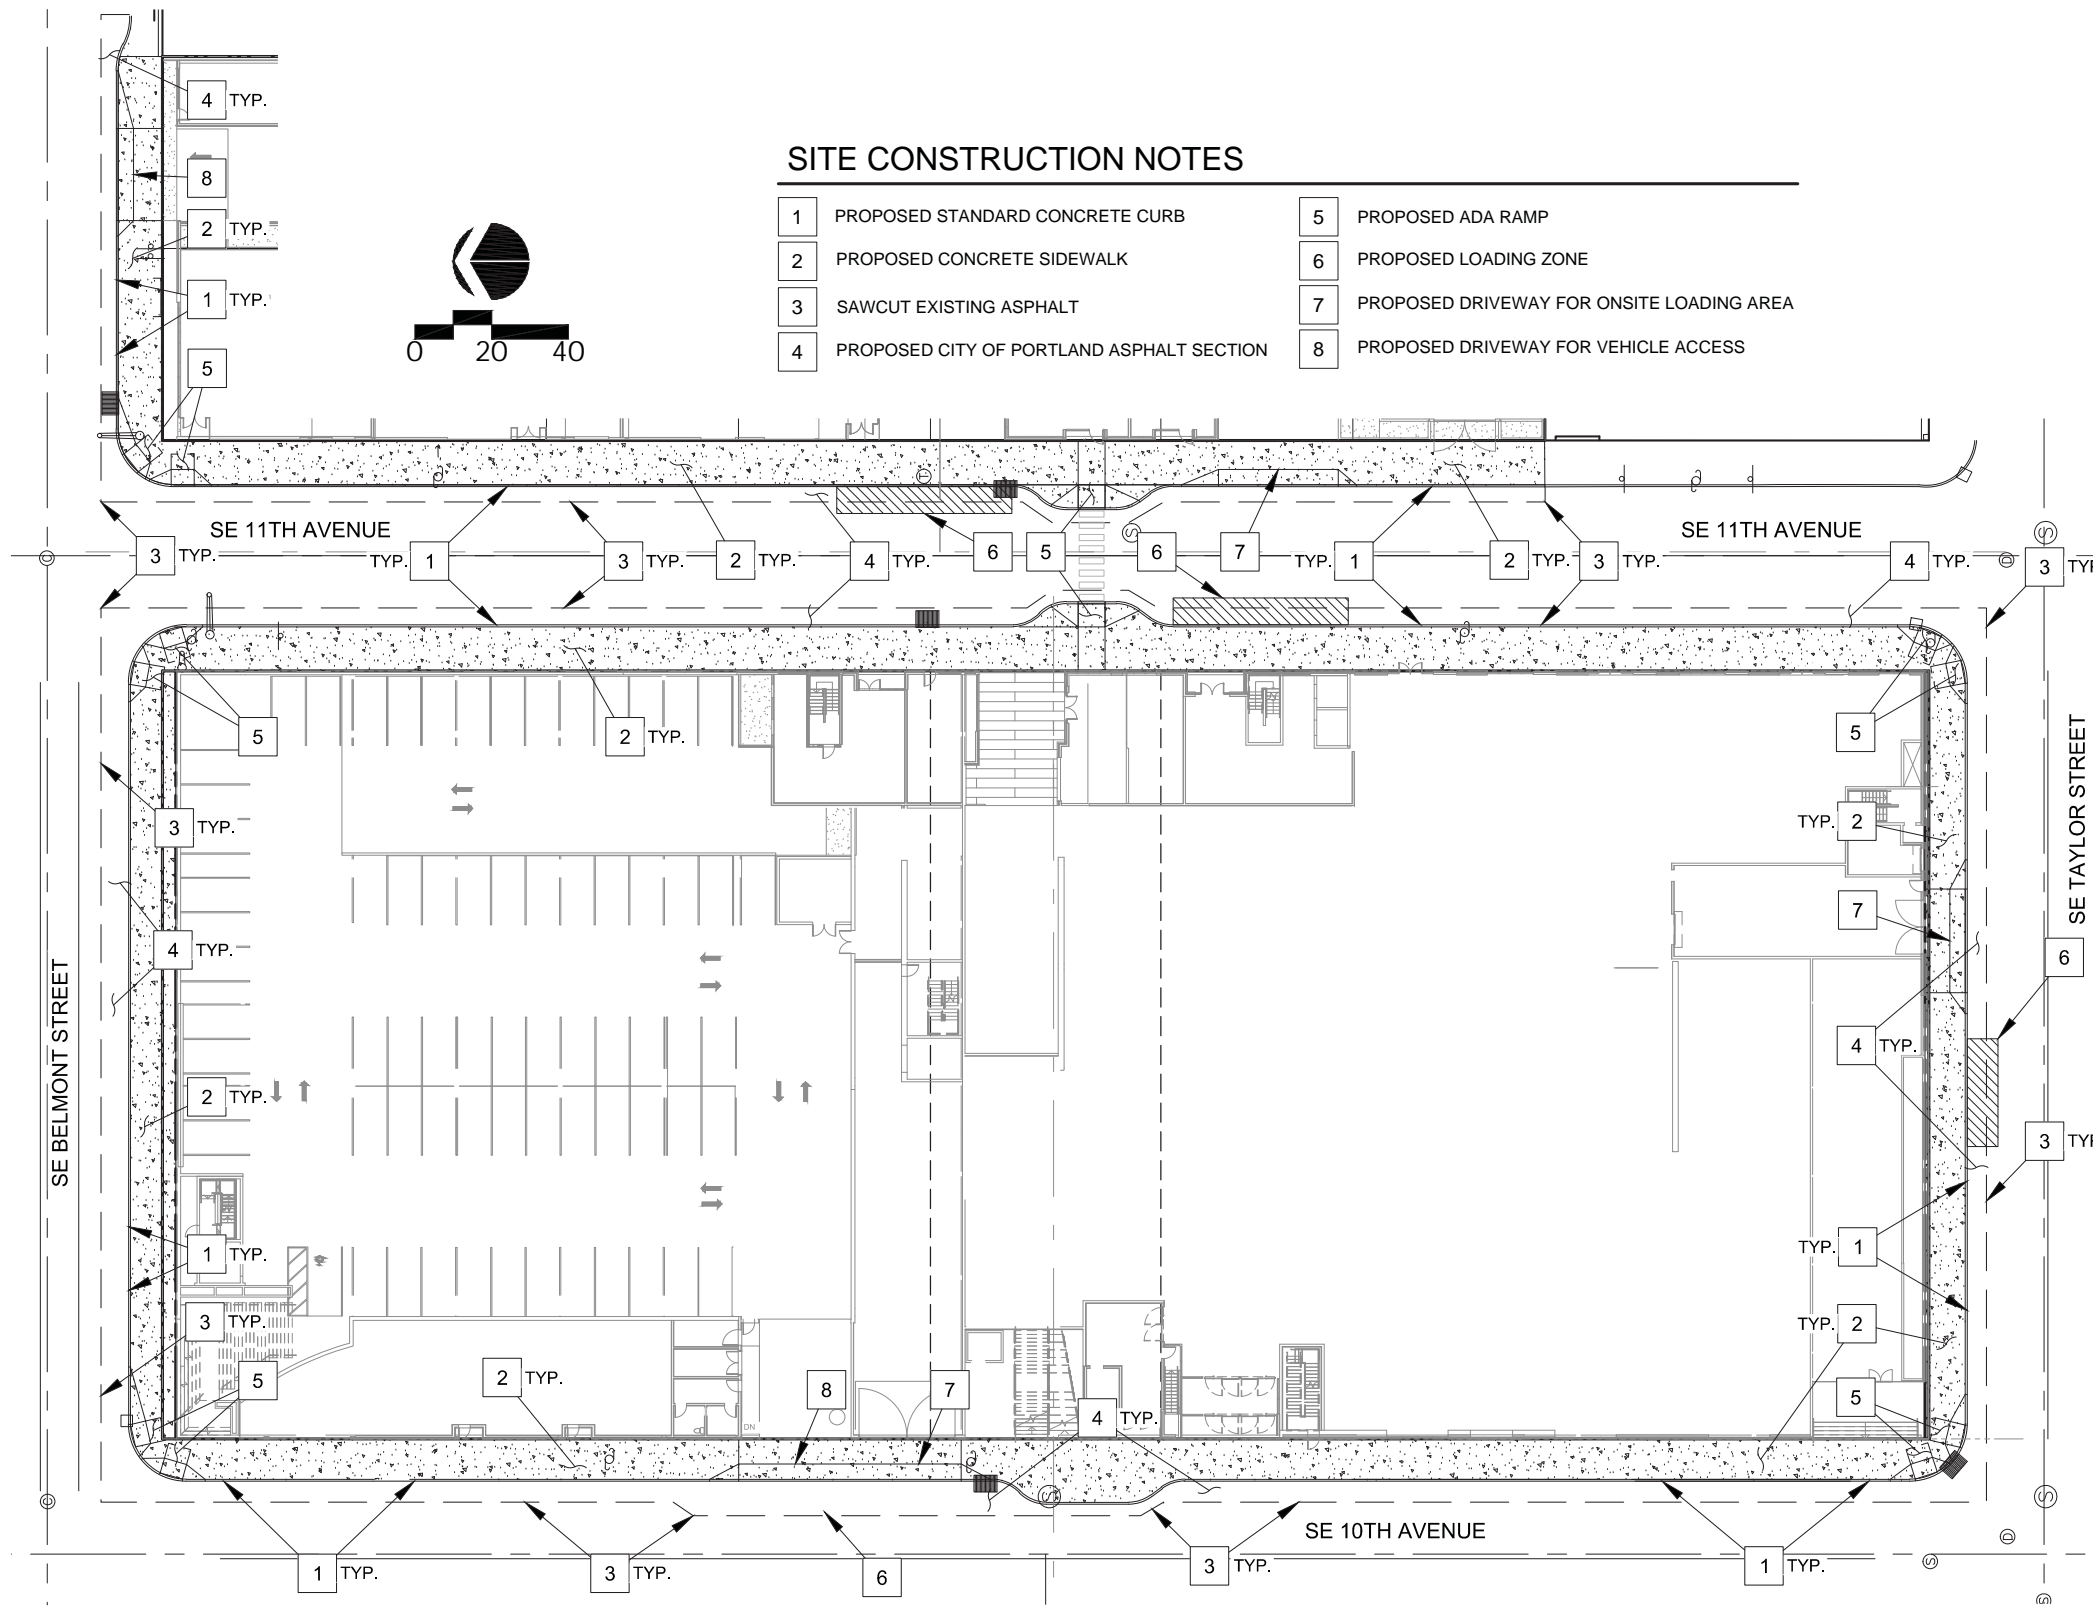 4 TYP.
SITE CONSTRUCTION NOTES
8
1 PROPOSED STANDARD CONCRETE CURB
5 PROPOSED ADA RAMP
2 TYP.
2 PROPOSED CONCRETE SIDEWALK
6 PROPOSED LOADING ZONE
1 TYP.
3 SAWCUT EXISTING ASPHALT
7 PROPOSED DRIVEWAY FOR ONSITE LOADING AREA
0 20 40
4 PROPOSED CITY OF PORTLAND ASPHALT SECTION
8 PROPOSED DRIVEWAY FOR VEHICLE ACCESS
5
T
SE 11TH AVENUE
S
SE 11TH AVENUE
S
3 TYP.
TYP. 1
3 TYP.
2 TYP.
4 TYP.
6
5
6
7
TYP. 1
2 TYP.
3 TYP.
4 TYP.
D
3 TYP
C
5
2 TYP.
5
SE TAYLOR STREET
3 TYP.
TYP. 2
7
4 TYP.
6
SE BELMONT STREET
4 TYP.
2 TYP.
3 TYP
1 TYP.
TYP. 1
3 TYP.
TYP. 2
5
2 TYP.
8
7
4 TYP.
5
DN
C
S
S
SE 10TH AVENUE
D
1 TYP.
3 TYP.
6
3 TYP.
1 TYP.
S
S